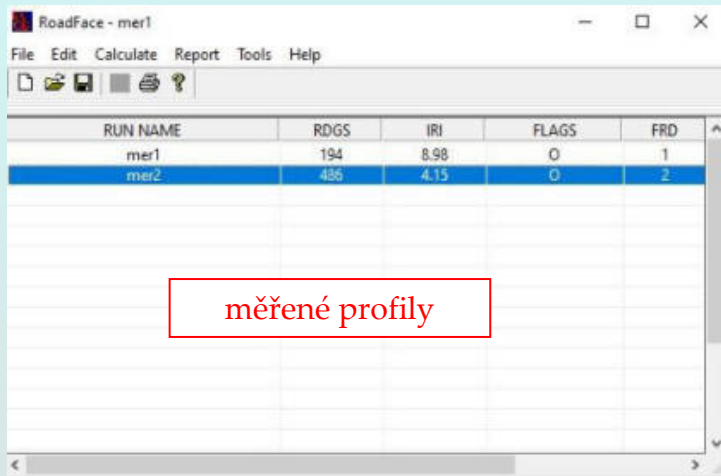 RoadFace - mer1
File Edit Calculate Report Tools Help
RUN NAME RDGS IRI FLAGS FRD
mer1 194 8.98 O 1
mer2 486 4.15 O 2
měřené profily